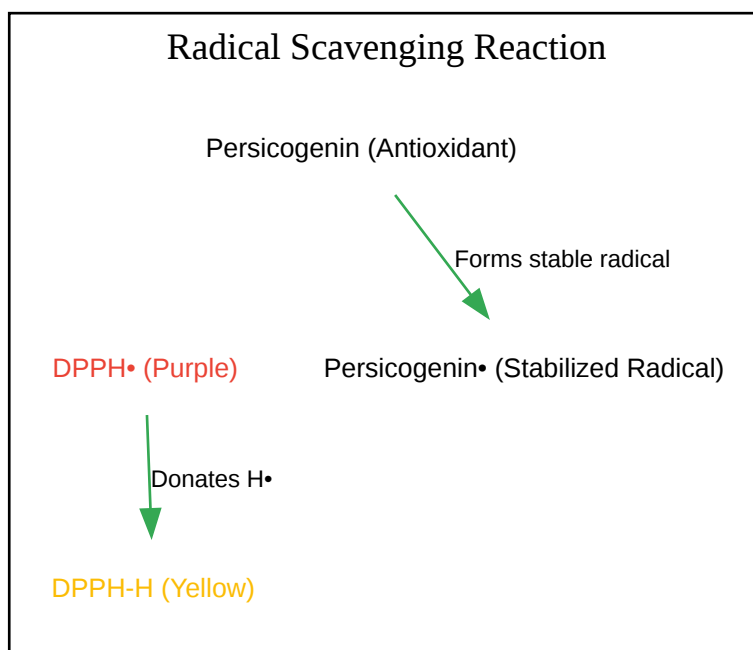 Radical Scavenging Reaction
Persicogenin (Antioxidant)
Forms stable radical
DPPH• (Purple)
Persicogenin• (Stabilized Radical)
Donates H•
DPPH-H (Yellow)